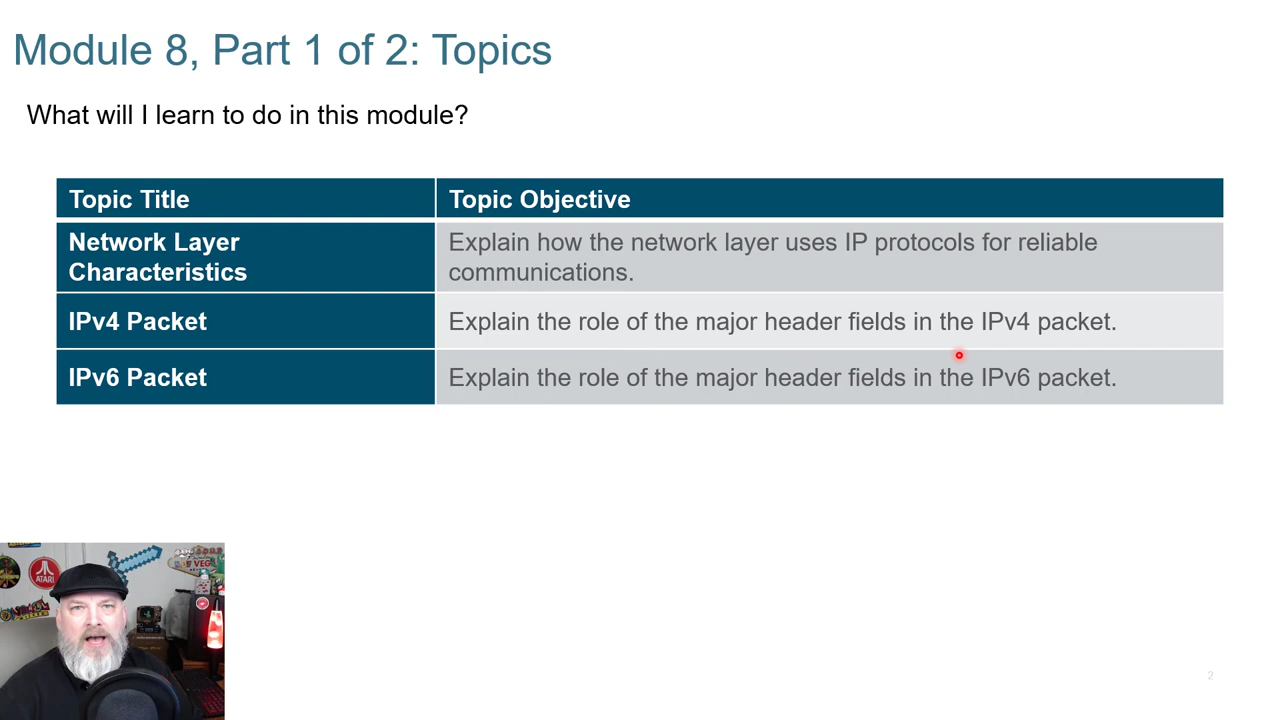 Module 8, Part 1 of 2: Topics
What will I learn to do in this module?
Topic Title
Topic Objective
Network Layer
Characteristics
Explain how the network layer uses IP protocols for reliable
communications.
IPv4 Packet
Explain the role of the major header fields in the IPv4 packet.
IPv6 Packet
Explain the role of the major header fields in the IPv6 packet.
ATARI
VEGAS
2